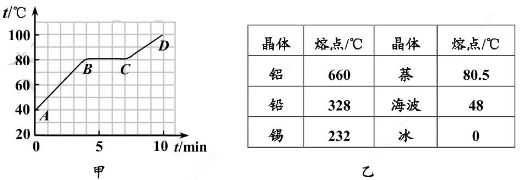 t/℃
100
80
60
40
20
A
B
C
D
0
5
10
t/min
甲
晶体 熔点/℃ 晶体 熔点/℃
铝 660 萘 80.5
铅 328 海波 48
锡 232 冰 0
乙